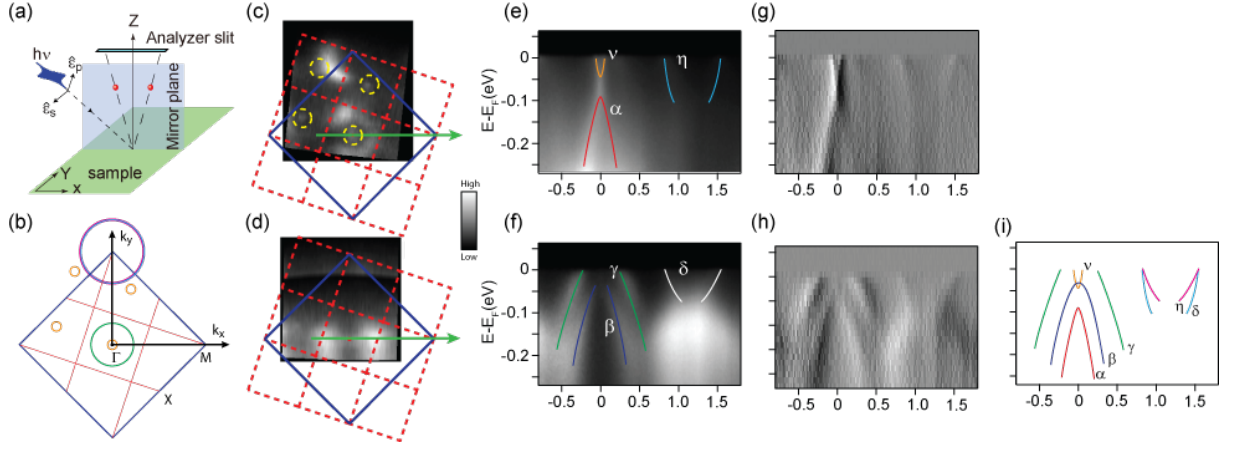 (a)
Z
Analyzer slit
hν
ε̂p
ε̂s
Mirror plane
Y
x
sample
(b)
ky
kx
Γ
M
X
(c)
High
Low
(d)
(e)
E-EF(eV)
0
-0.1
-0.2
ν
η
α
-0.5 0 0.5 1.0 1.5
(f)
E-EF(eV)
0
-0.1
-0.2
γ
δ
β
-0.5 0 0.5 1.0 1.5
(g)
-0.5 0 0.5 1.0 1.5
(h)
-0.5 0 0.5 1.0 1.5
(i)
ν
η
δ
γ
β
α
-0.5 0 0.5 1.0 1.5